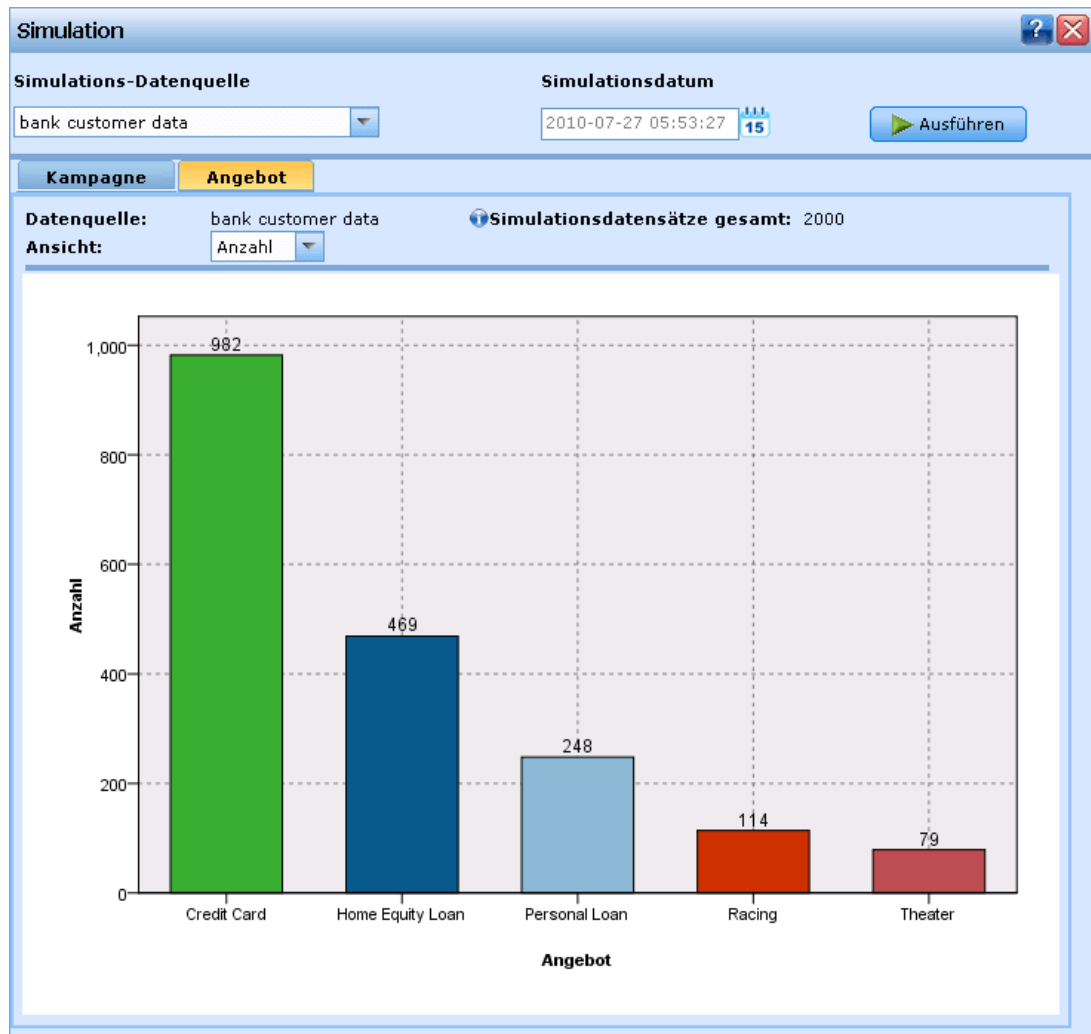 Simulation
?
Simulations-Datenquelle Simulationsdatum
bank customer data 2010-07-27 05:53:27 15 Ausführen
Kampagne Angebot
Datenquelle: bank customer data Simulationsdatensätze gesamt: 2000
Ansicht: Anzahl
1,000
800
600
400
200
0
Anzahl
982
469
248
114
79
Credit Card Home Equity Loan Personal Loan Racing Theater
Angebot